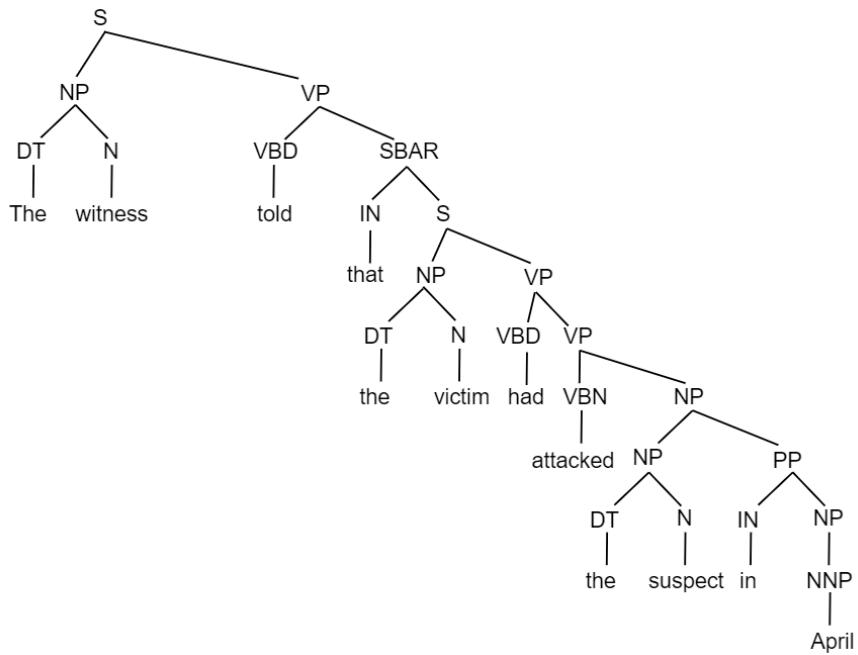 S
NP VP
DT N VBD SBAR
The witness told IN S
that NP VP
DT N VBD VP
the victim had VBN NP
attacked NP PP
DT N IN NP
the suspect in NNP
April